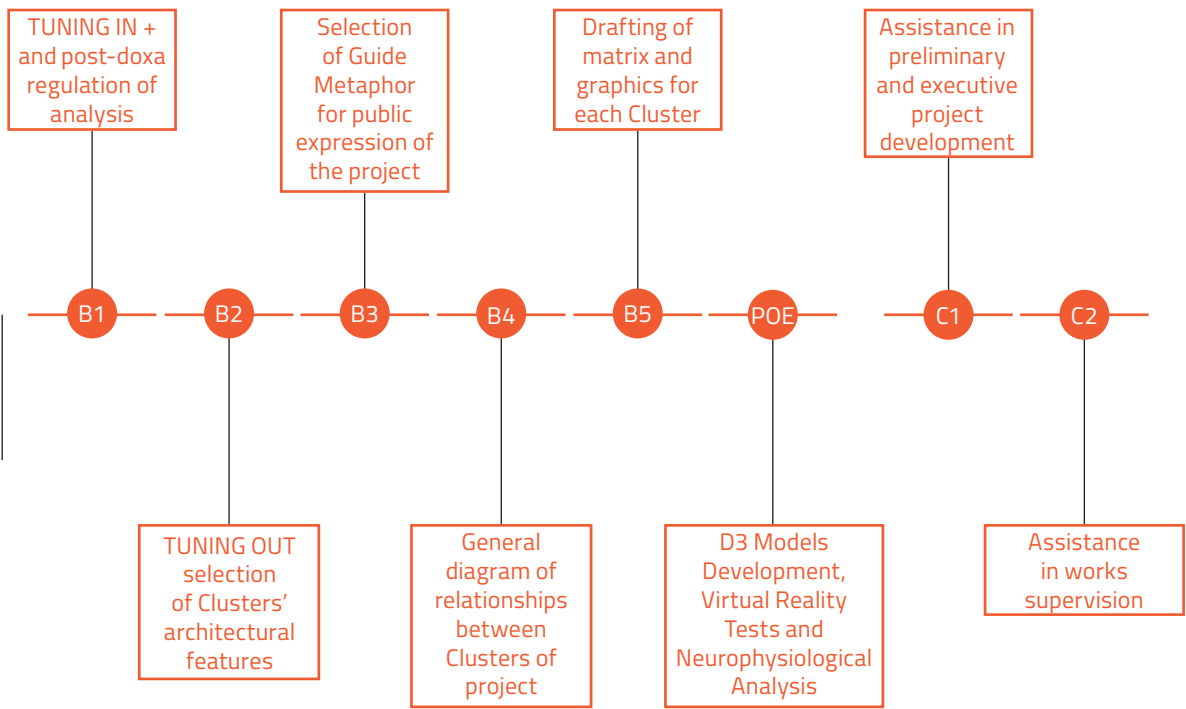 TUNING IN +
and post-doxa
regulation of
analysis
Selection
of Guide
Metaphor
for public
expression of
the project
Drafting of
matrix and
graphics for
each Cluster
Assistance in
preliminary
and executive
project
development
B1
B2
B3
B4
B5
POE
C1
C2
TUNING OUT
selection
of Clusters’
architectural
features
General
diagram of
relationships
between
Clusters of
project
D3 Models
Development,
Virtual Reality
Tests and
Neurophysiological
Analysis
Assistance
in works
supervision